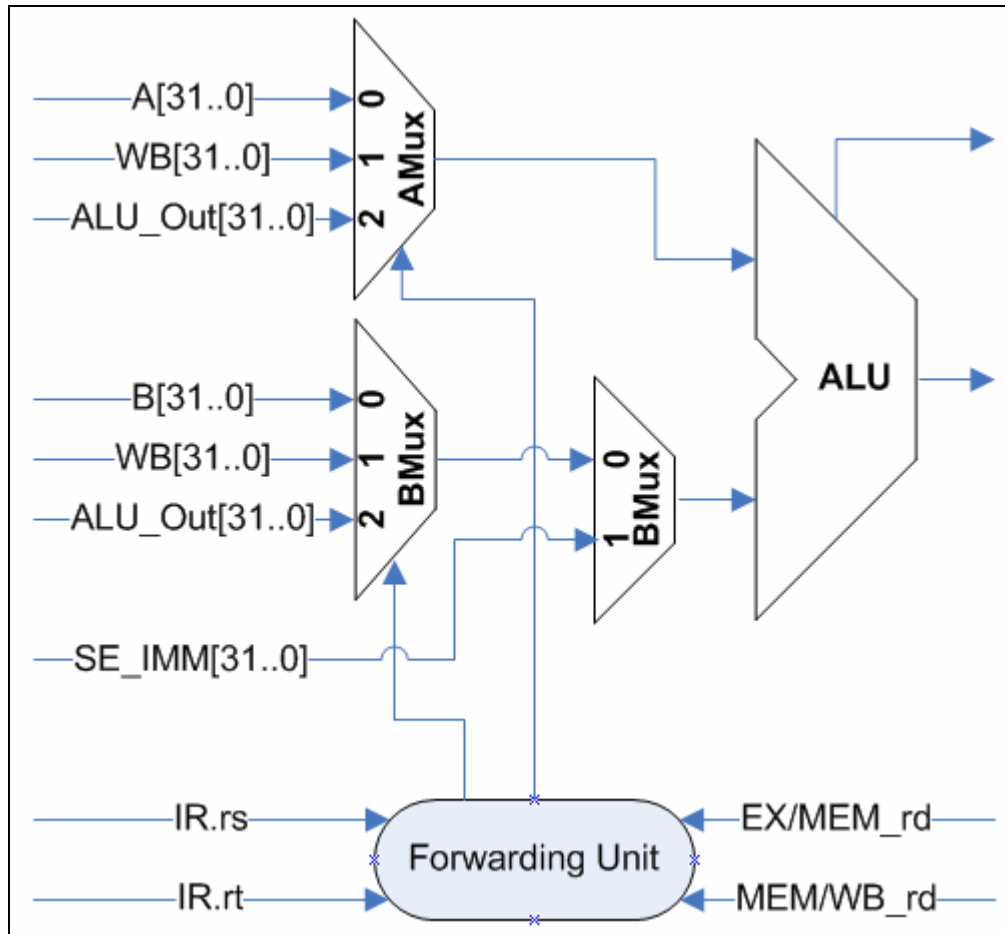 A[31..0]
0
WB[31..0]
1
AMux
ALU_Out[31..0]
2
B[31..0]
0
WB[31..0]
1
BMux
ALU_Out[31..0]
2
0
1
BMux
ALU
SE_IMM[31..0]
IR.rs
EX/MEM_rd
Forwarding Unit
IR.rt
MEM/WB_rd